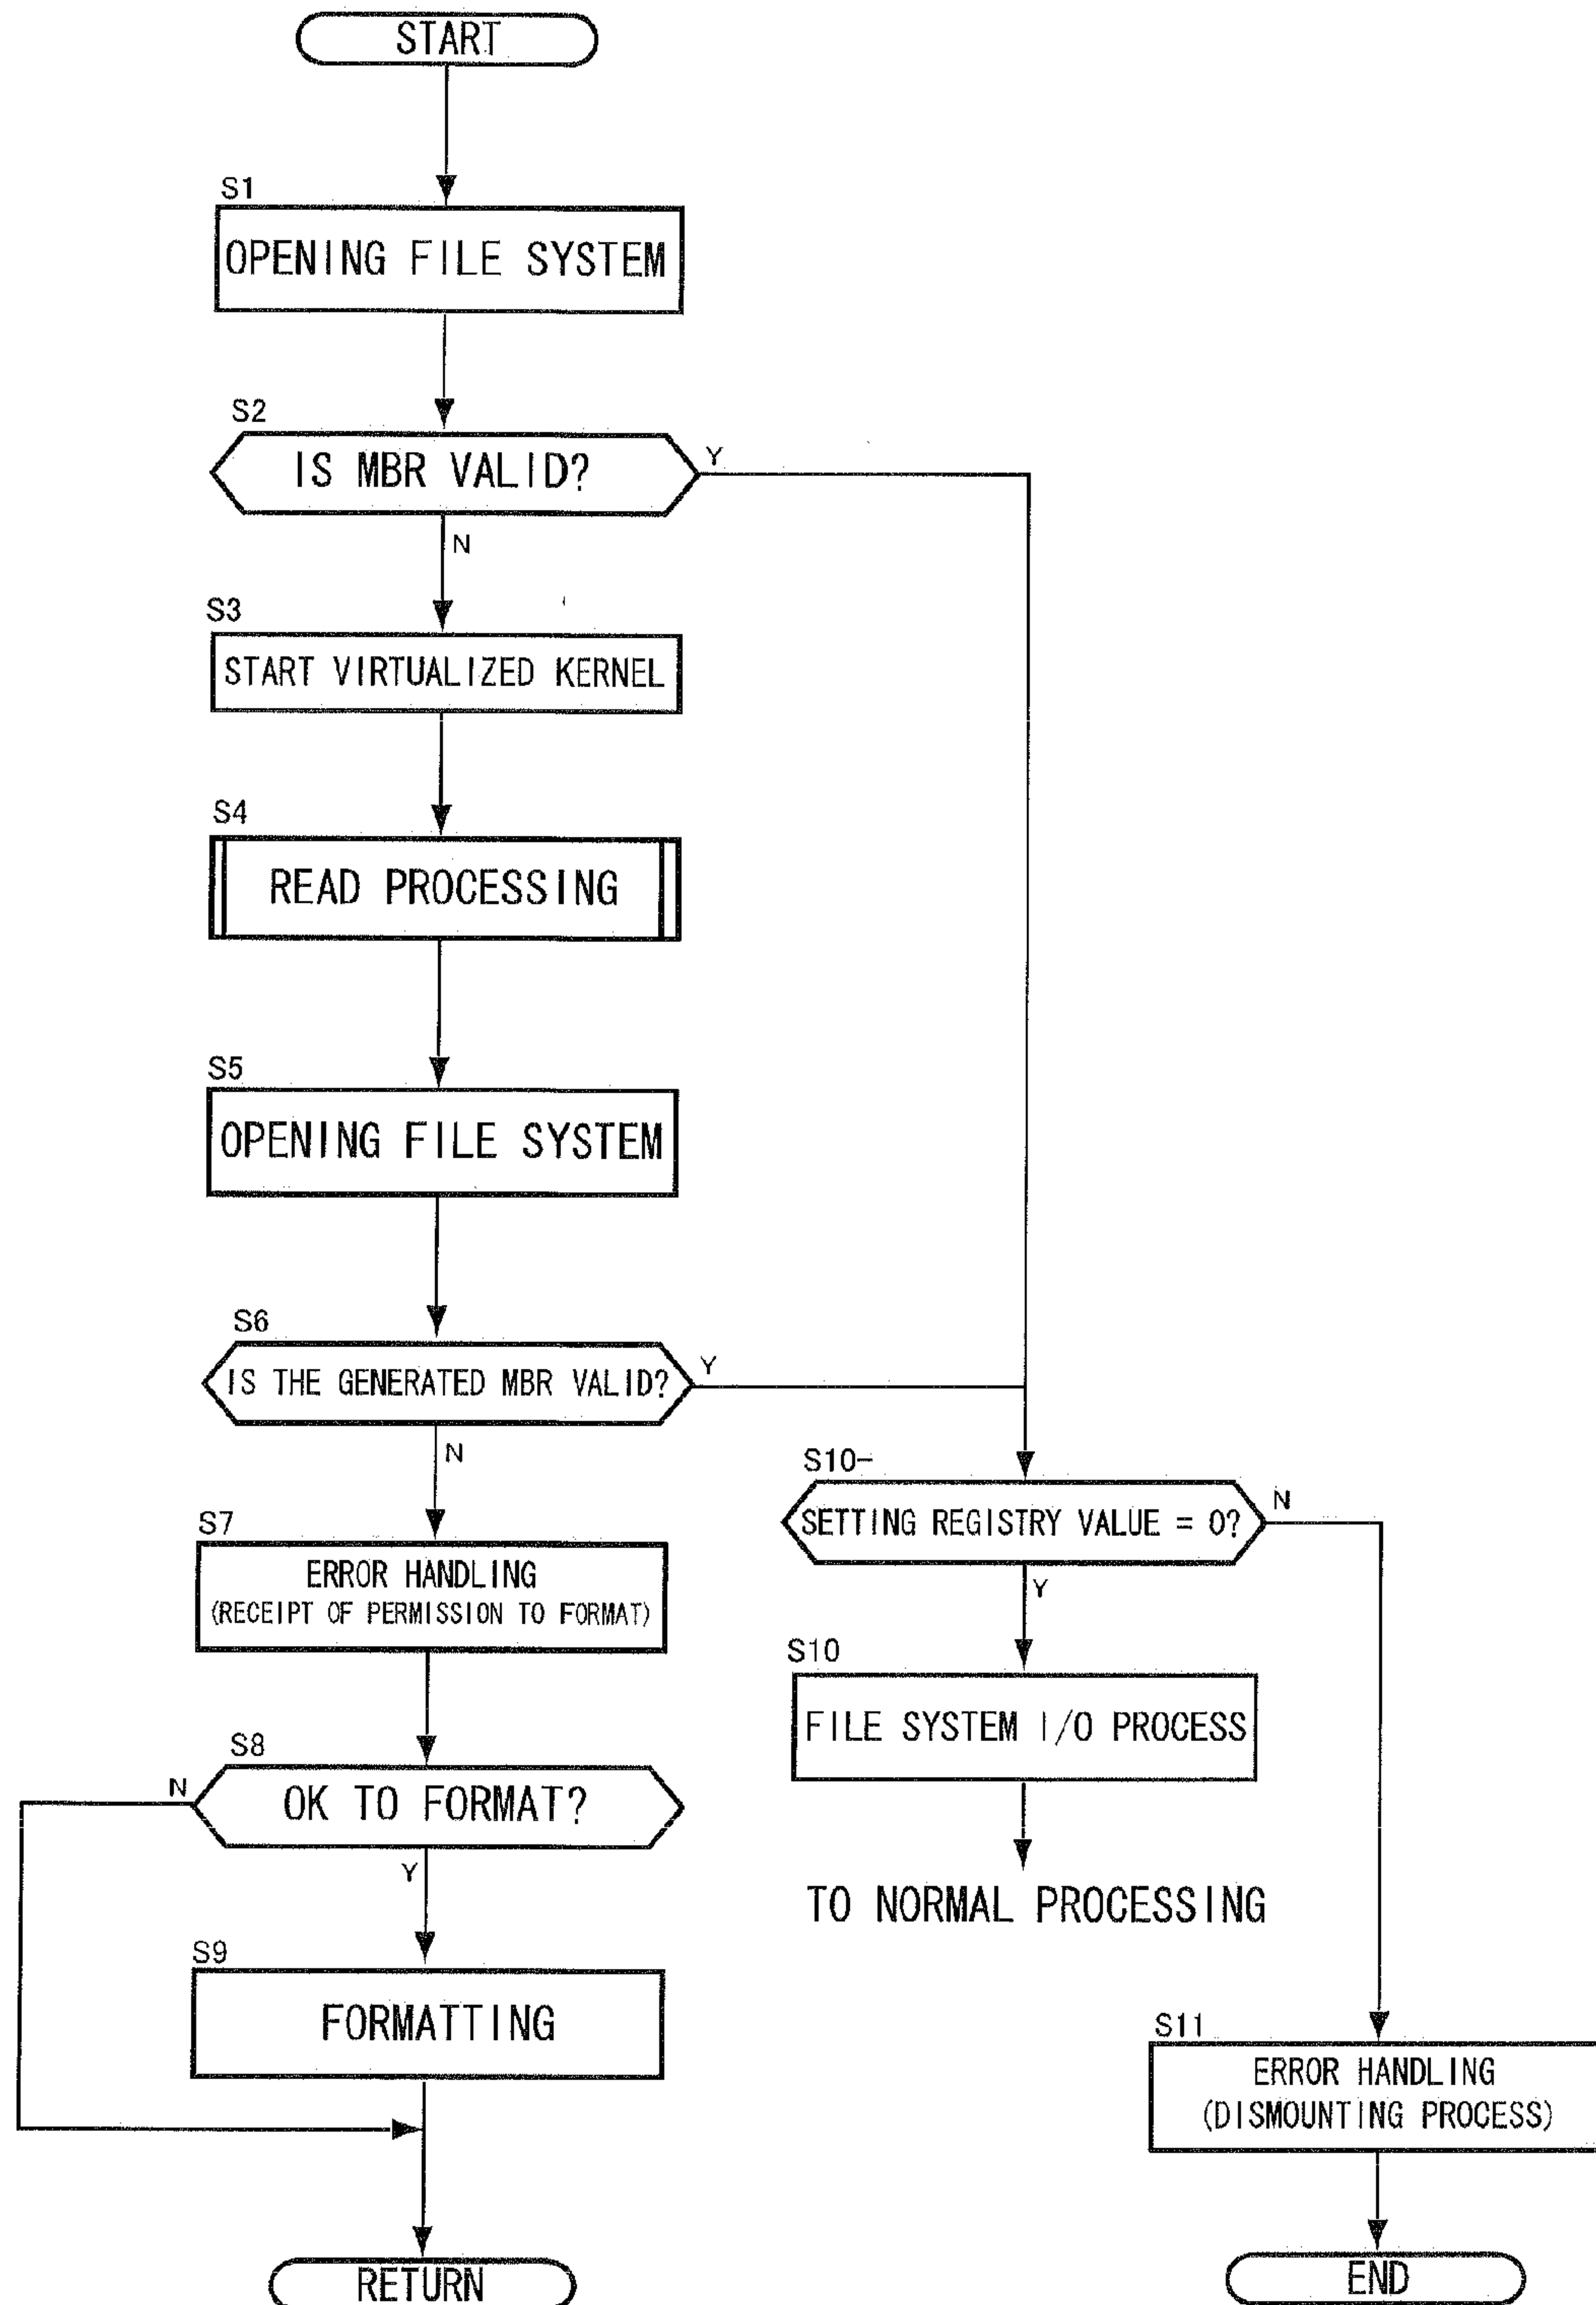 START
S1
OPENING FILE SYSTEM
S2
IS MBR VALID?
Y
N
S3
START VIRTUALIZED KERNEL
S4
READ PROCESSING
S5
OPENING FILE SYSTEM
S6
IS THE GENERATED MBR VALID?
Y
N
S10-
SETTING REGISTRY VALUE = 0?
N
Y
S7
ERROR HANDLING
(RECEIPT OF PERMISSION TO FORMAT)
S10
FILE SYSTEM I/O PROCESS
TO NORMAL PROCESSING
S8
N
OK TO FORMAT?
Y
S9
FORMATTING
S11
ERROR HANDLING
(DISMOUNTING PROCESS)
RETURN
END